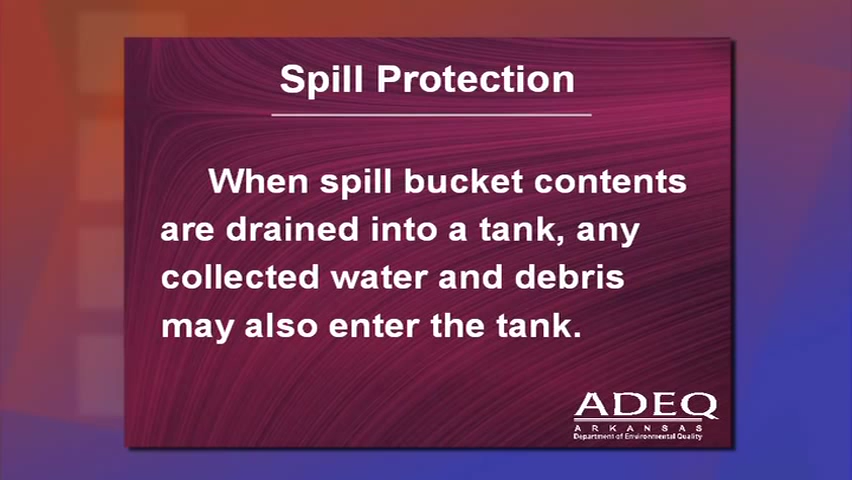 Spill Protection
When spill bucket contents
are drained into a tank, any
collected water and debris
may also enter the tank.
ADEQ
ARKANSAS
Department of Environmental Quality